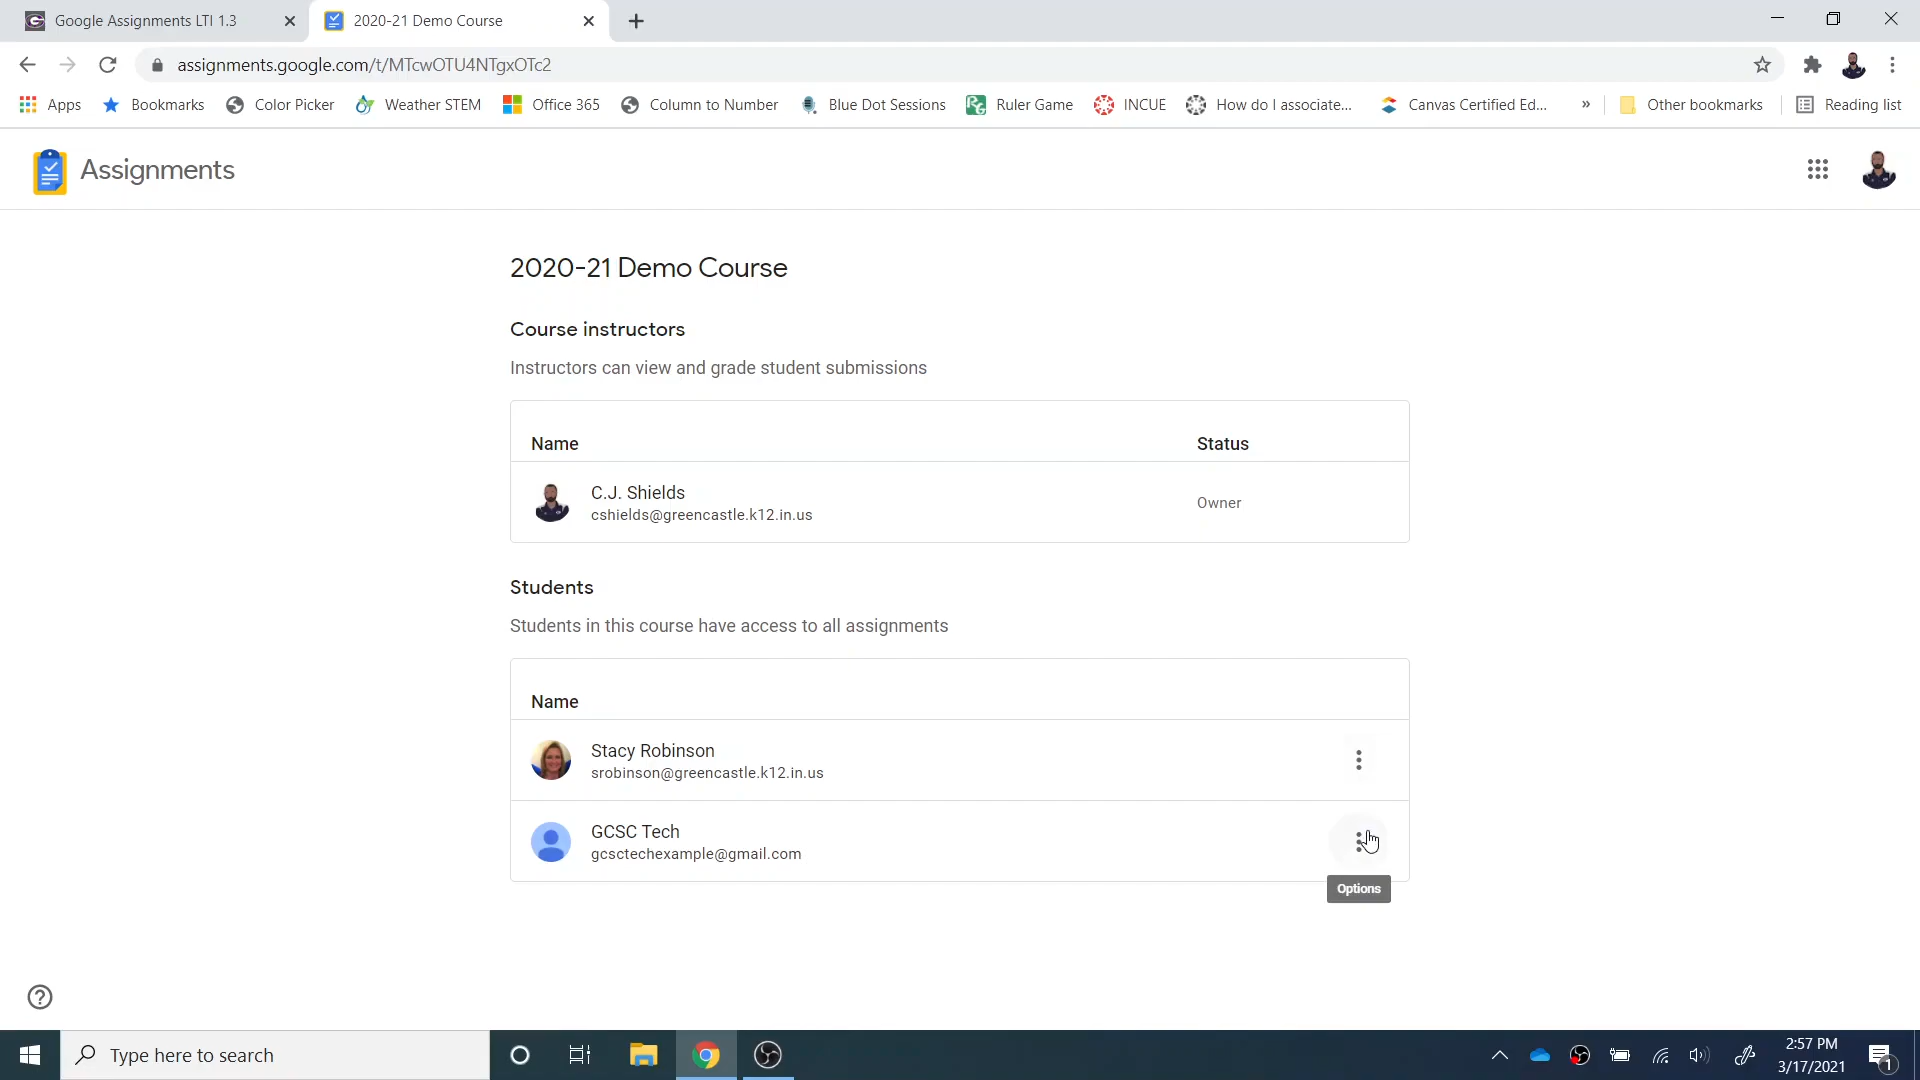 Google Assignments LTI 1.3
2020-21 Demo Course
assignments.google.com/t/MTcwOTU4NTgxOTc2
Apps
Bookmarks
Color Picker
Weather STEM
Office 365
Column to Number
Blue Dot Sessions
Ruler Game
INCUE
How do I associate...
Canvas Certified Ed...
»
Other bookmarks
Reading list
Assignments
2020-21 Demo Course
Course instructors
Instructors can view and grade student submissions
Name Status
C.J. Shields
cshields@greencastle.k12.in.us
Owner
Students
Students in this course have access to all assignments
Name
Stacy Robinson
srobinson@greencastle.k12.in.us
GCSC Tech
gcsctechexample@gmail.com
Options
Type here to search
2:57 PM
3/17/2021
1